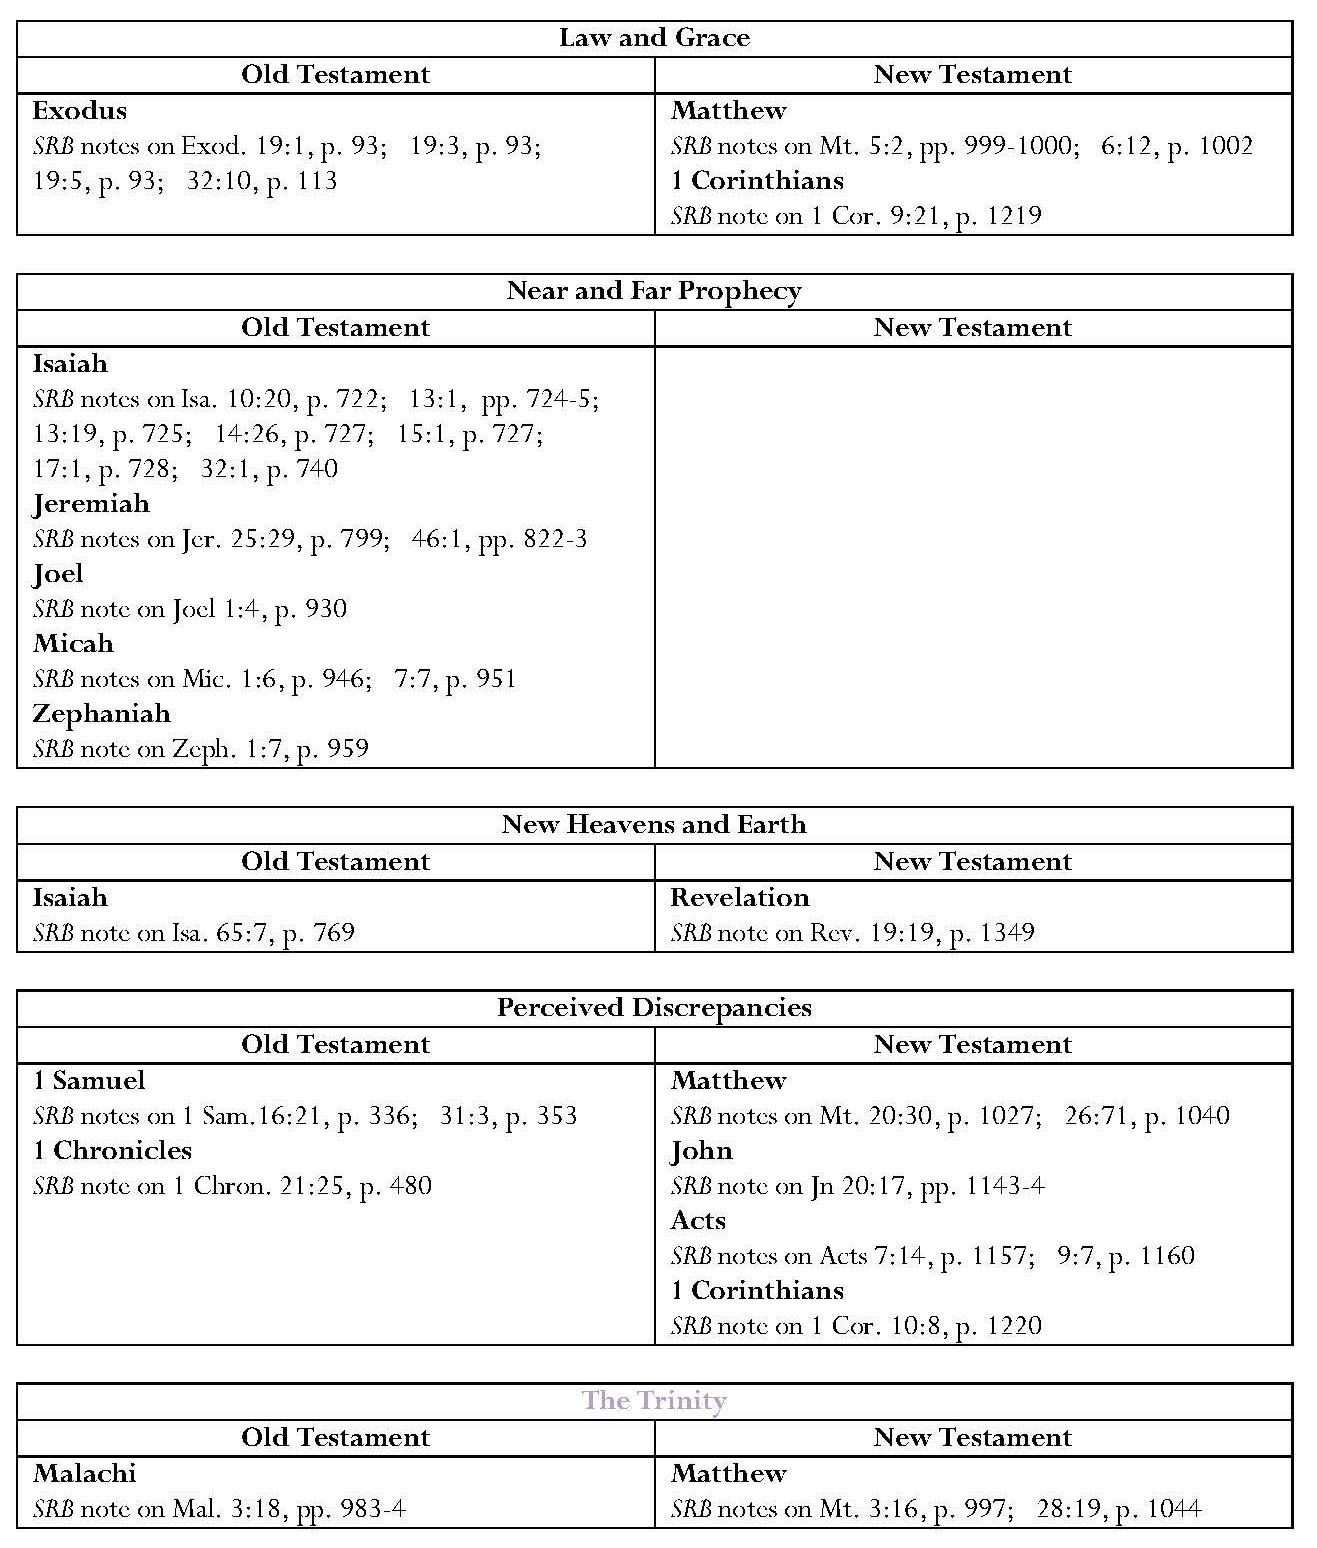 Law and Grace
Old Testament
New Testament
Exodus
SRB notes on Exod. 19:1, p. 93; 19:3, p. 93;
19:5, p. 93; 32:10, p. 113
Matthew
SRB notes on Mt. 5:2, pp. 999-1000; 6:12, p. 1002
1 Corinthians
SRB note on 1 Cor. 9:21, p. 1219
Near and Far Prophecy
Old Testament
New Testament
Isaiah
SRB notes on Isa. 10:20, p. 722; 13:1, pp. 724-5;
13:19, p. 725; 14:26, p. 727; 15:1, p. 727;
17:1, p. 728; 32:1, p. 740
Jeremiah
SRB notes on Jer. 25:29, p. 799; 46:1, pp. 822-3
Joel
SRB note on Joel 1:4, p. 930
Micah
SRB notes on Mic. 1:6, p. 946; 7:7, p. 951
Zephaniah
SRB note on Zeph. 1:7, p. 959
New Heavens and Earth
Old Testament
New Testament
Isaiah
SRB note on Isa. 65:7, p. 769
Revelation
SRB note on Rev. 19:19, p. 1349
Perceived Discrepancies
Old Testament
New Testament
1 Samuel
SRB notes on 1 Sam.16:21, p. 336; 31:3, p. 353
1 Chronicles
SRB note on 1 Chron. 21:25, p. 480
Matthew
SRB notes on Mt. 20:30, p. 1027; 26:71, p. 1040
John
SRB note on Jn 20:17, pp. 1143-4
Acts
SRB notes on Acts 7:14, p. 1157; 9:7, p. 1160
1 Corinthians
SRB note on 1 Cor. 10:8, p. 1220
The Trinity
Old Testament
New Testament
Malachi
SRB note on Mal. 3:18, pp. 983-4
Matthew
SRB notes on Mt. 3:16, p. 997; 28:19, p. 1044